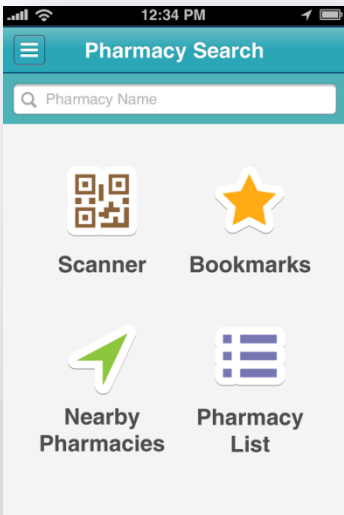 12:34 PM
Pharmacy Search
Pharmacy Name
Scanner
Bookmarks
Nearby
Pharmacies
Pharmacy
List